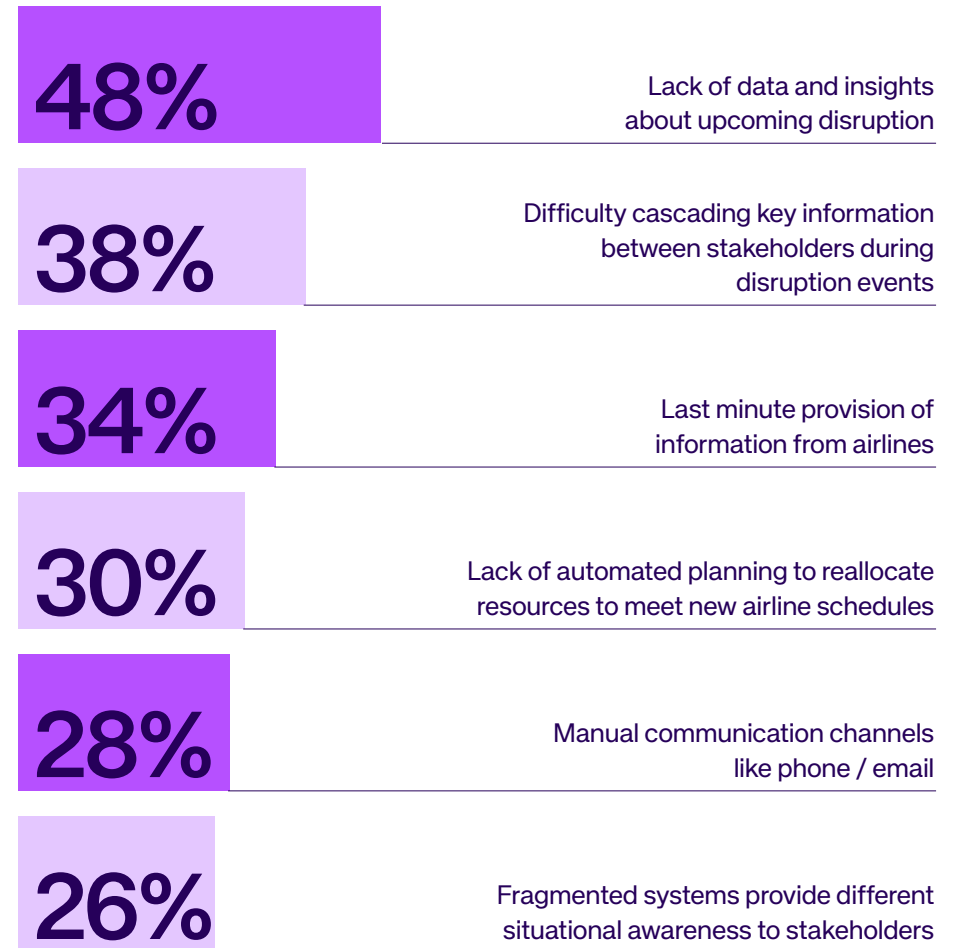 48%
Lack of data and insights
about upcoming disruption
38%
Difficulty cascading key information
between stakeholders during
disruption events
34%
Last minute provision of
information from airlines
30%
Lack of automated planning to reallocate
resources to meet new airline schedules
28%
Manual communication channels
like phone / email
26%
Fragmented systems provide different
situational awareness to stakeholders